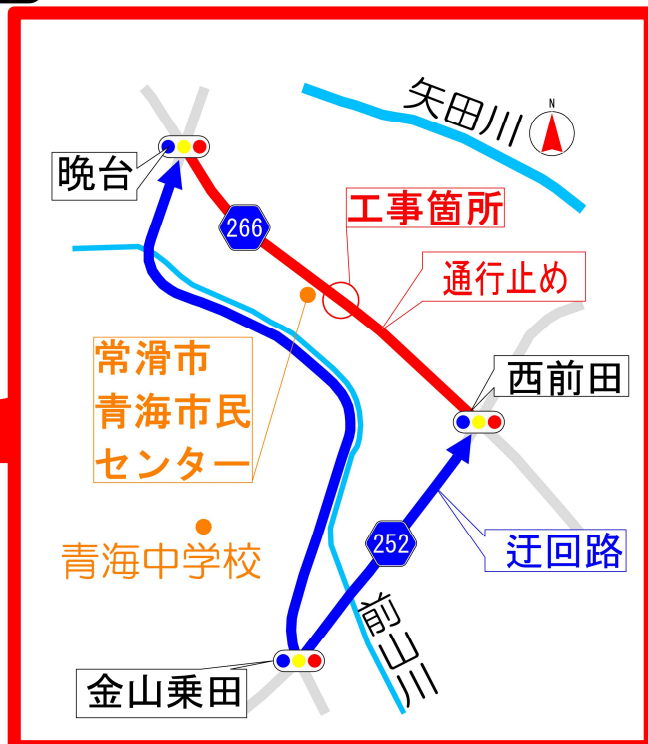 矢田川
N
晩台
266
工事箇所
通行止め
常滑市
青海市民
センター
西前田
青海中学校
252
迂回路
前山川
金山乗田